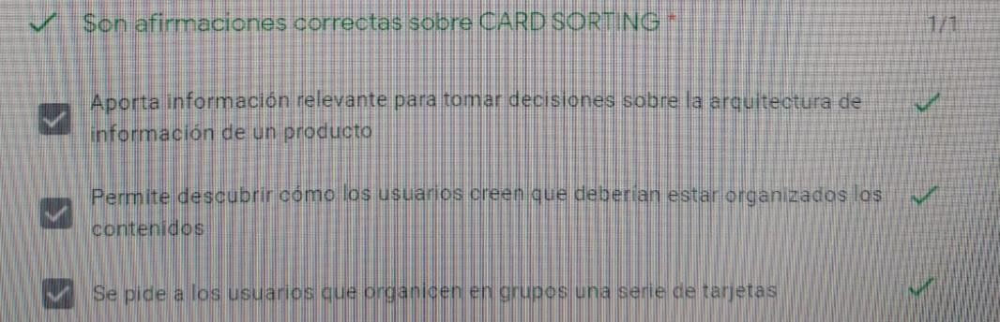 Son afirmaciones correctas sobre CARD SORTING *
1/1
Aporta información relevante para tomar decisiones sobre la arquitectura de
información de un producto
Permite descubrir cómo los usuarios creen que deberían estar organizados los
contenidos
Se pide a los usuarios que organicen en grupos una serie de tarjetas